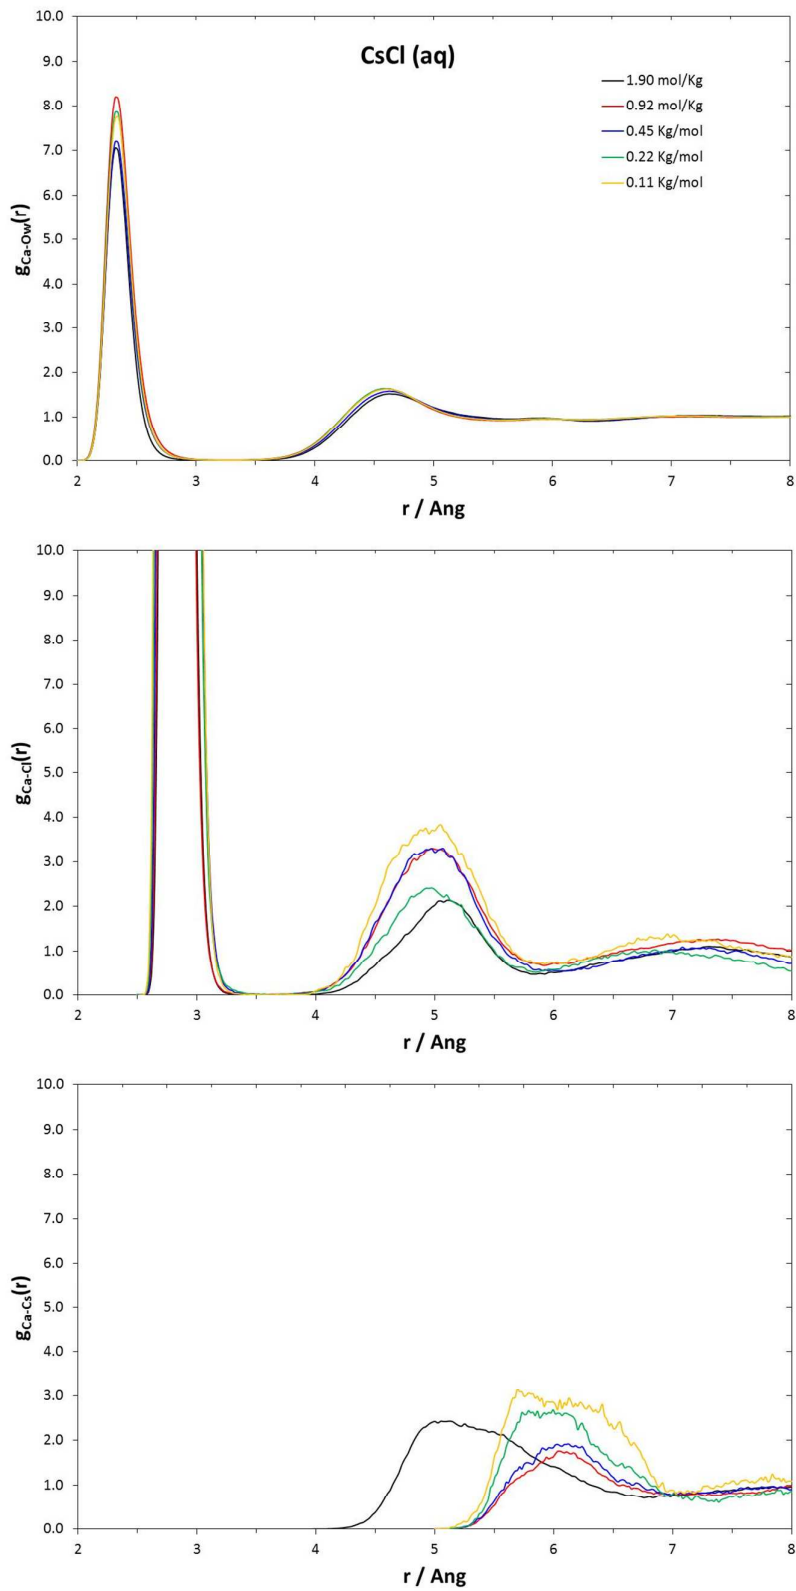 CsCl (aq)
1.90 mol/Kg
0.92 mol/Kg
0.45 Kg/mol
0.22 Kg/mol
0.11 Kg/mol
10.0
9.0
8.0
7.0
6.0
5.0
4.0
3.0
2.0
1.0
0.0
gCa-Ow(r)
2 3 4 5 6 7 8
r / Ang
10.0
9.0
8.0
7.0
6.0
5.0
4.0
3.0
2.0
1.0
0.0
gCa-Cl(r)
2 3 4 5 6 7 8
r / Ang
10.0
9.0
8.0
7.0
6.0
5.0
4.0
3.0
2.0
1.0
0.0
gCa-Cs(r)
2 3 4 5 6 7 8
r / Ang